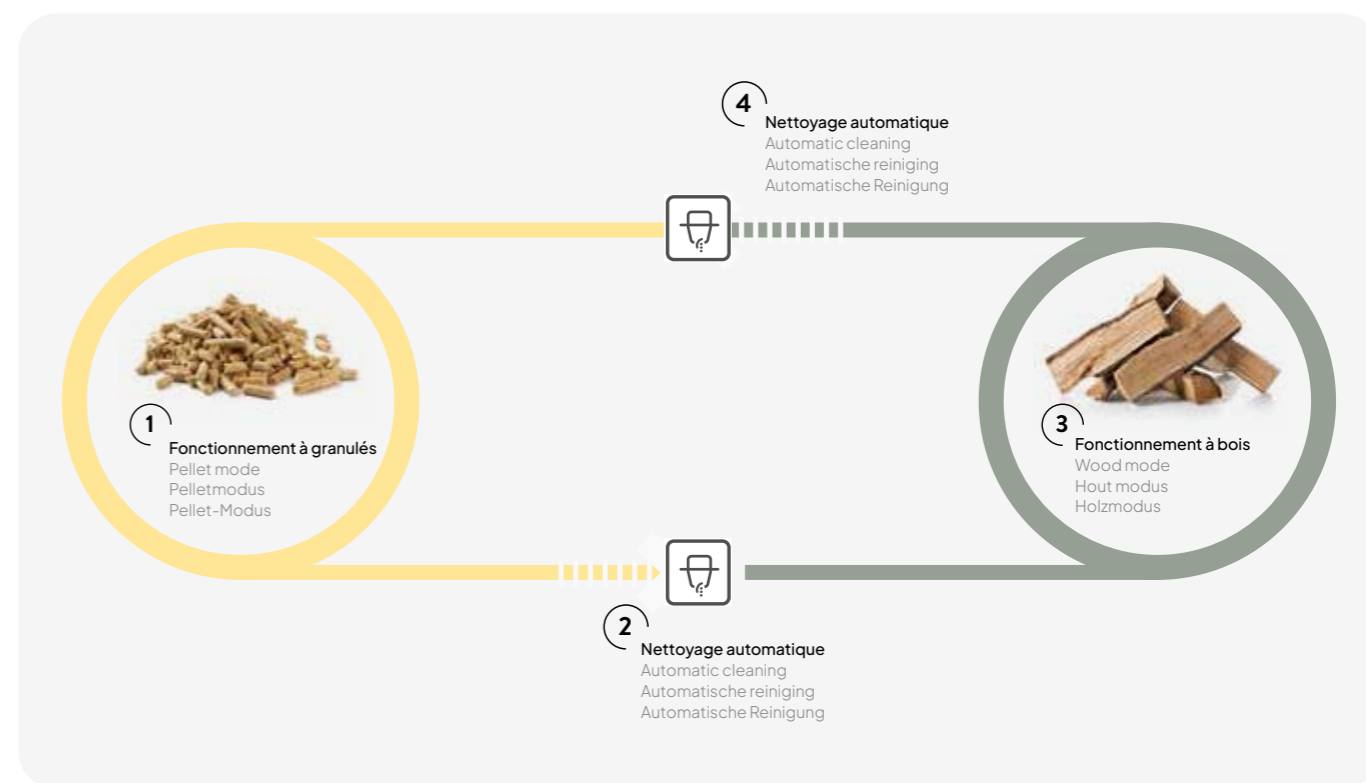 4
Nettoyage automatique
Automatic cleaning
Automatische reiniging
Automatische Reinigung
1
Fonctionnement à granulés
Pellet mode
Pelletmodus
Pellet-Modus
3
Fonctionnement à bois
Wood mode
Hout modus
Holzmodus
2
Nettoyage automatique
Automatic cleaning
Automatische reiniging
Automatische Reinigung